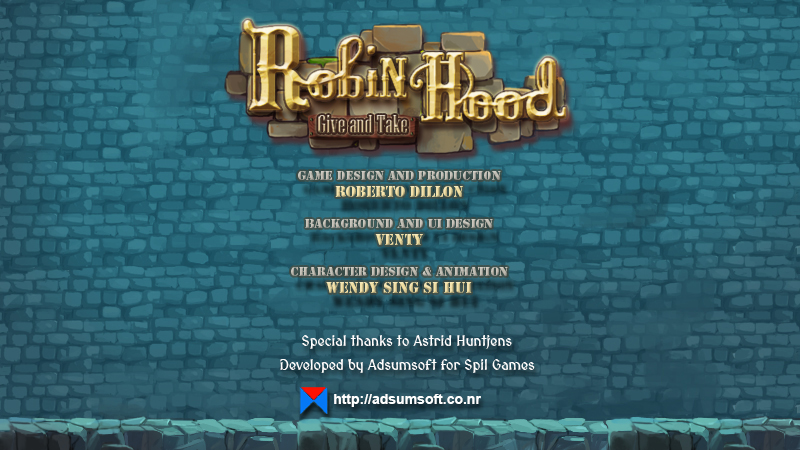 Robin Hood
Give and Take
GAME DESIGN AND PRODUCTION
ROBERTO DILLON
BACKGROUND AND UI DESIGN
VENTY
CHARACTER DESIGN & ANIMATION
WENDY SING SI HUI
Special thanks to Astrid Huntjens
Developed by Adsumsoft for Spil Games
http://adsumsoft.co.nr